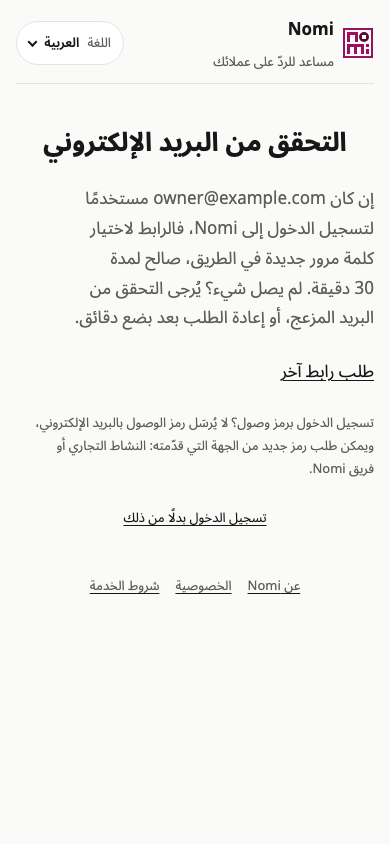 Nomi
مساعد للردّ على عملائك
اللغة العربية
التحقق من البريد الإلكتروني
إن كان owner@example.com مستخدمًا
لتسجيل الدخول إلى Nomi، فالرابط لاختيار
كلمة مرور جديدة في الطريق، صالح لمدة
30 دقيقة. لم يصل شيء؟ يُرجى التحقق من
البريد المزعج، أو إعادة الطلب بعد بضع دقائق.
طلب رابط آخر
تسجيل الدخول برمز وصول؟ لا يُرسَل رمز الوصول بالبريد الإلكتروني،
ويمكن طلب رمز جديد من الجهة التي قدّمته: النشاط التجاري أو
فريق Nomi.
تسجيل الدخول بدلًا من ذلك
عن Nomi الخصوصية شروط الخدمة